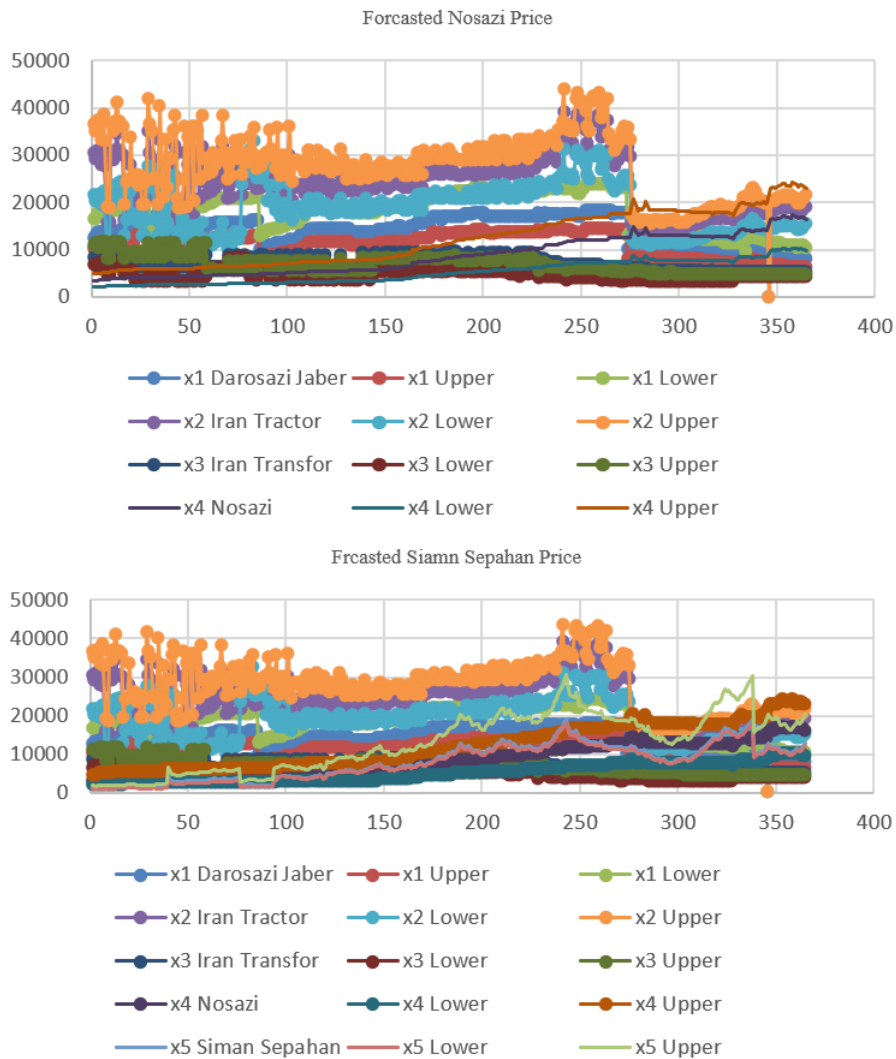 Forcasted Nosazi Price
50000
40000
30000
20000
10000
0
0 50 100 150 200 250 300 350 400
x1 Darosazi Jaber x1 Upper x1 Lower
x2 Iran Tractor x2 Lower x2 Upper
x3 Iran Transfor x3 Lower x3 Upper
x4 Nosazi x4 Lower x4 Upper
Frcasted Siamn Sepahan Price
50000
40000
30000
20000
10000
0
0 50 100 150 200 250 300 350 400
x1 Darosazi Jaber x1 Upper x1 Lower
x2 Iran Tractor x2 Lower x2 Upper
x3 Iran Transfor x3 Lower x3 Upper
x4 Nosazi x4 Lower x4 Upper
x5 Siman Sepahan x5 Lower x5 Upper